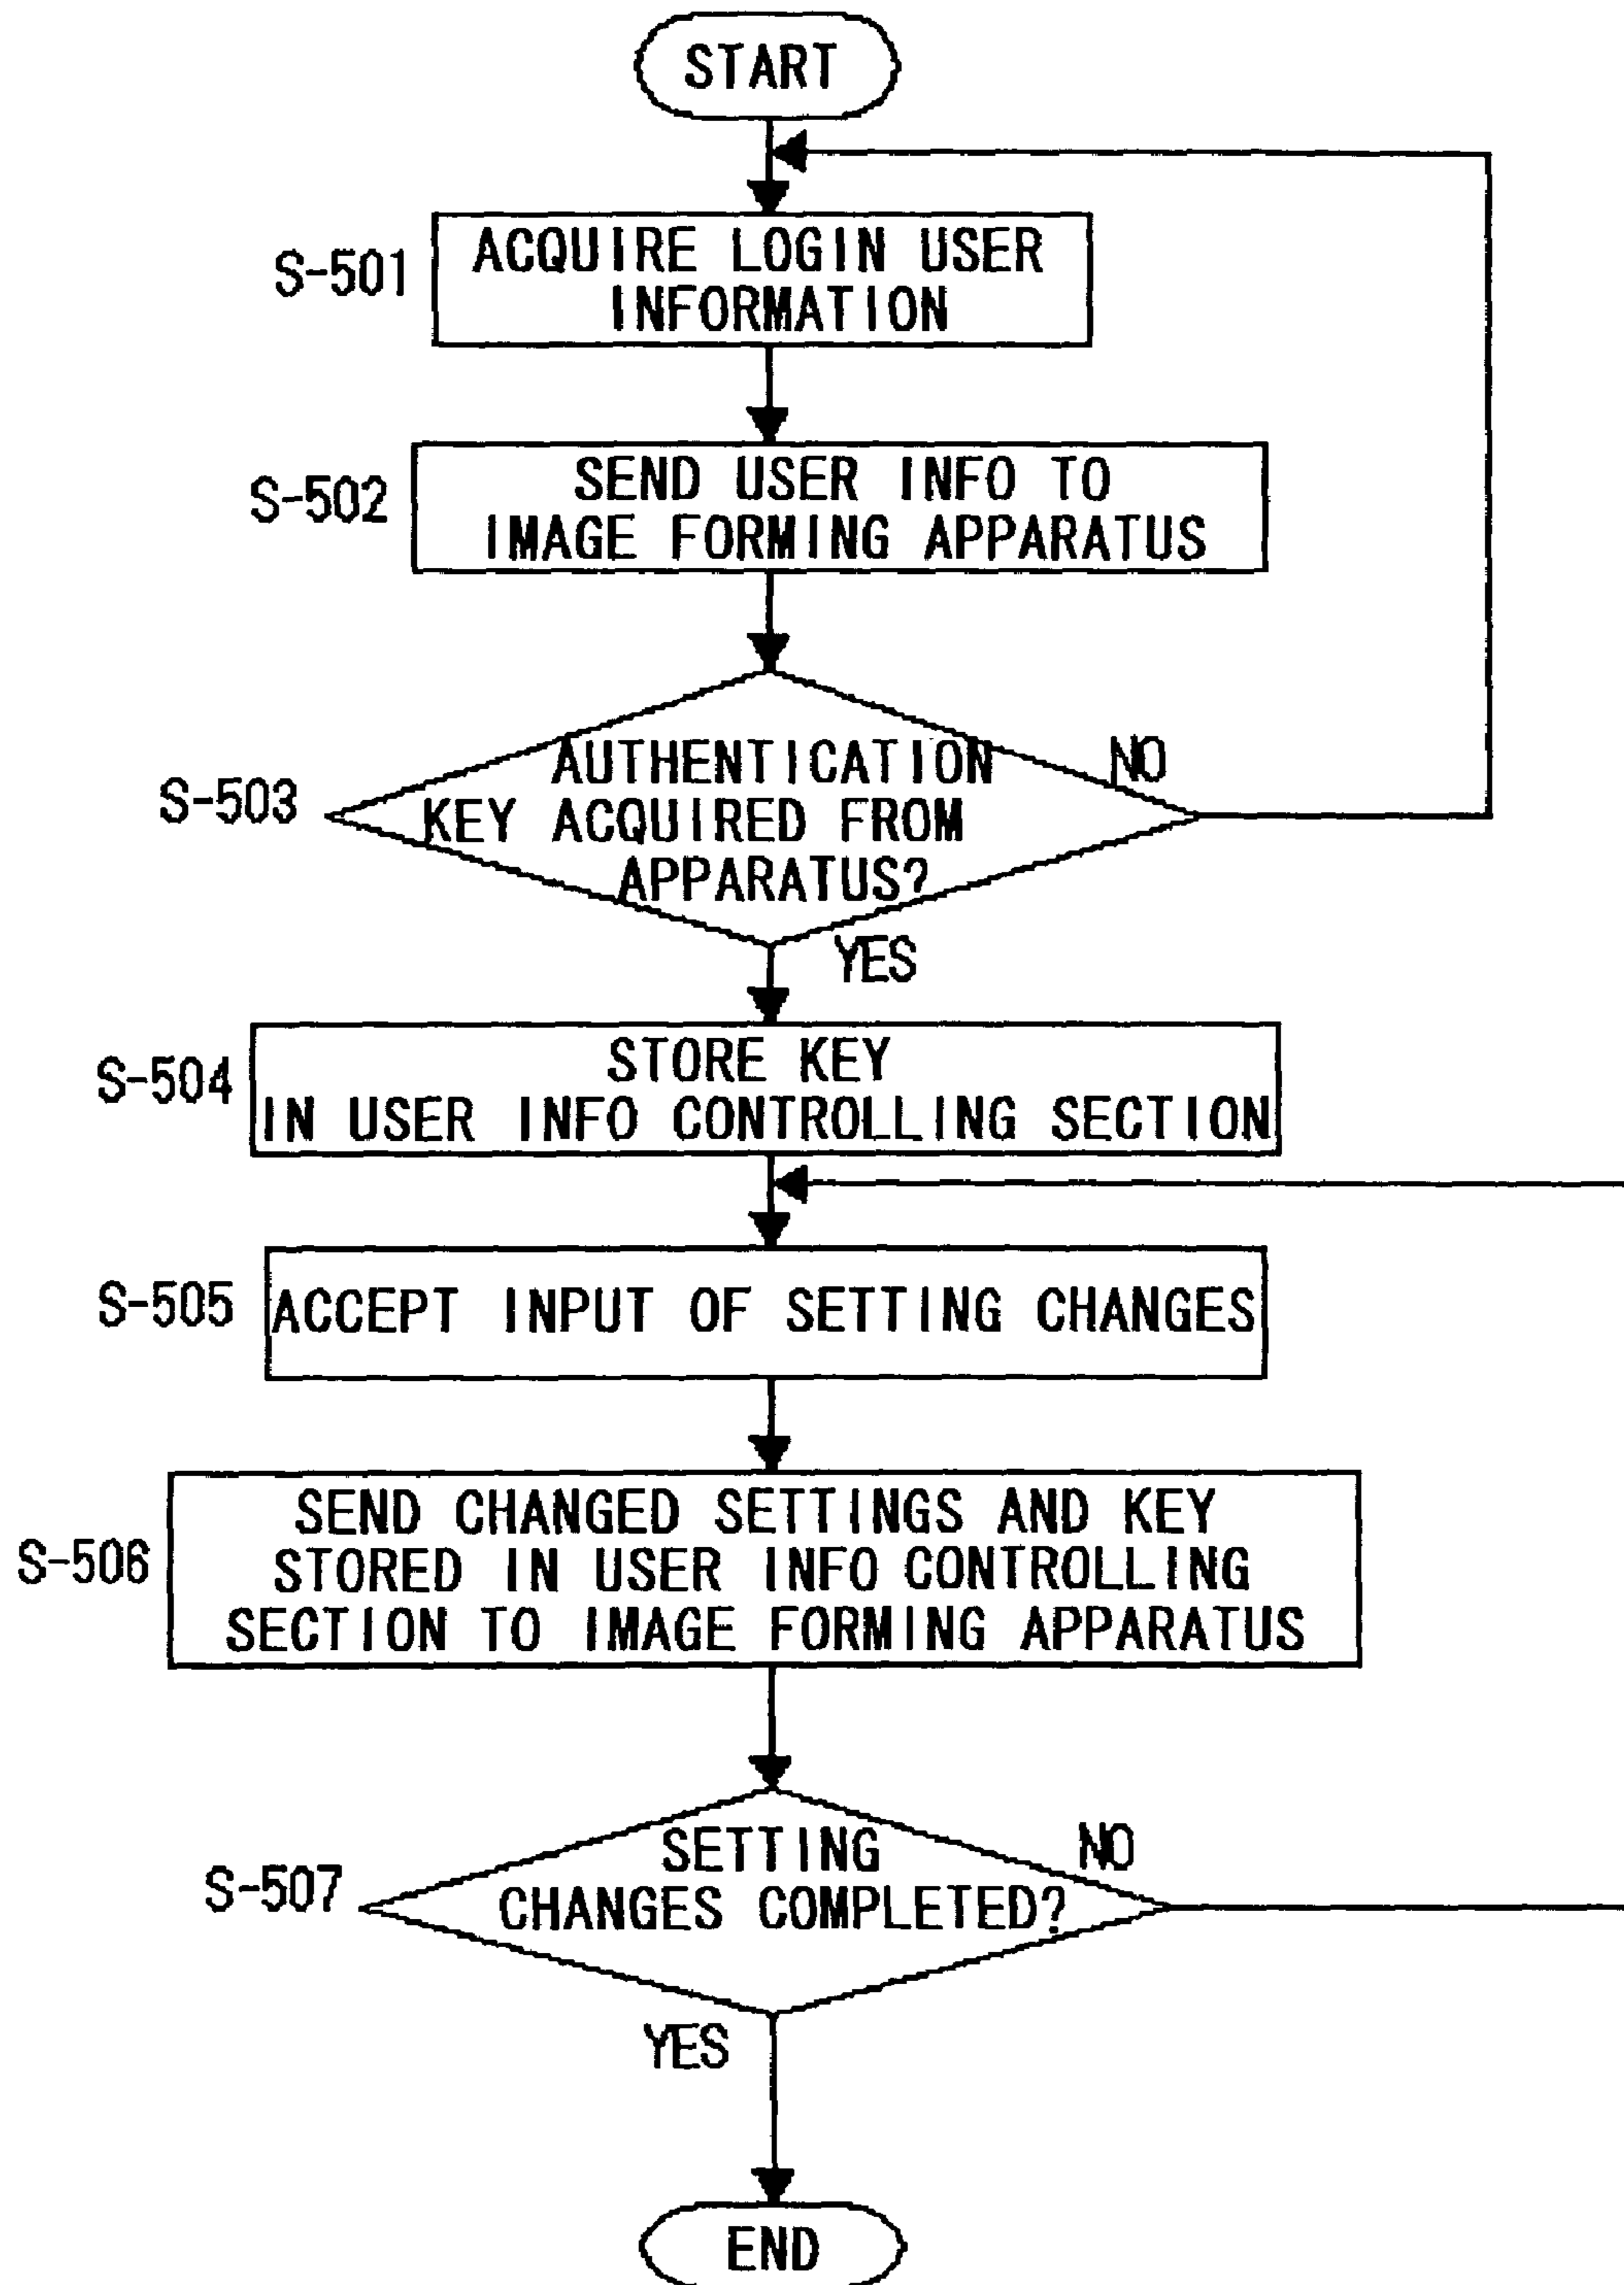 START
S-501
ACQUIRE LOGIN USER
INFORMATION
S-502
SEND USER INFO TO
IMAGE FORMING APPARATUS
S-503
AUTHENTICATION
KEY ACQUIRED FROM
APPARATUS?
NO
YES
S-504
STORE KEY
IN USER INFO CONTROLLING SECTION
S-505
ACCEPT INPUT OF SETTING CHANGES
S-506
SEND CHANGED SETTINGS AND KEY
STORED IN USER INFO CONTROLLING
SECTION TO IMAGE FORMING APPARATUS
S-507
SETTING
CHANGES COMPLETED?
NO
YES
END